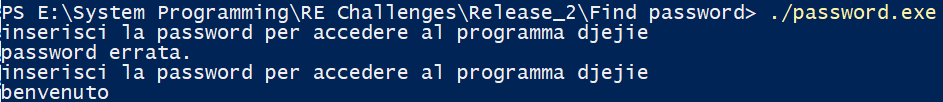 PS E:\System Programming\RE Challenges\Release_2\Find password> ./password.exe
inserisci la password per accedere al programma djejie
password errata.
inserisci la password per accedere al programma djejie
benvenuto